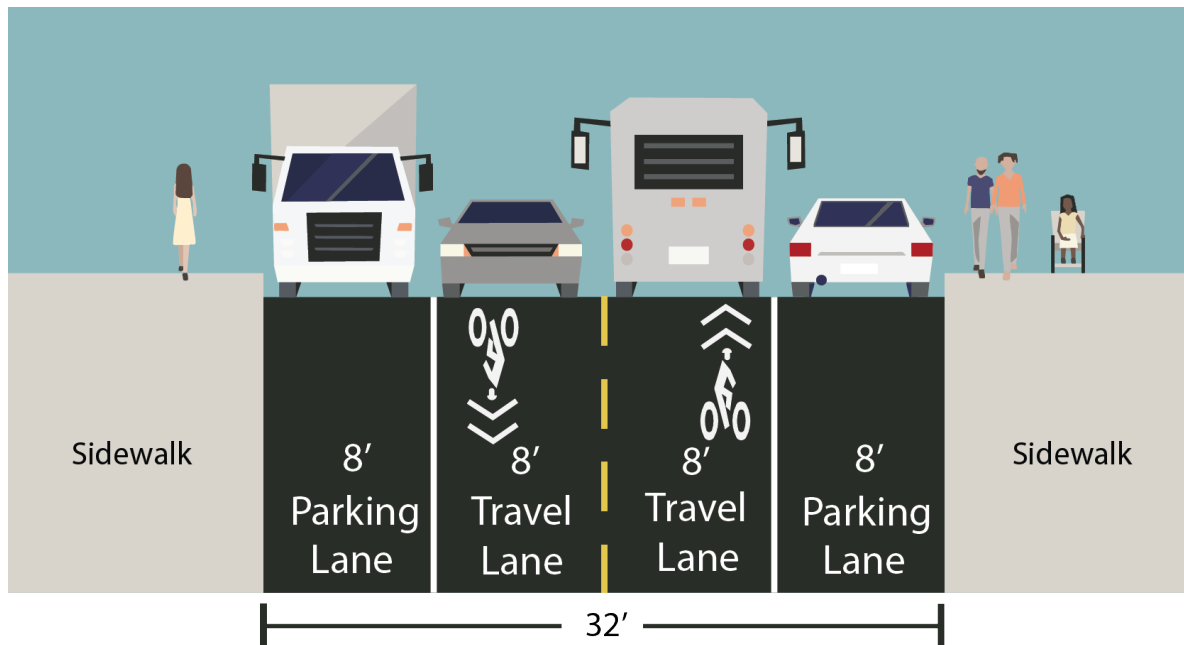 Sidewalk
8’
Parking
Lane
8’
Travel
Lane
8’
Travel
Lane
8’
Parking
Lane
Sidewalk
32’